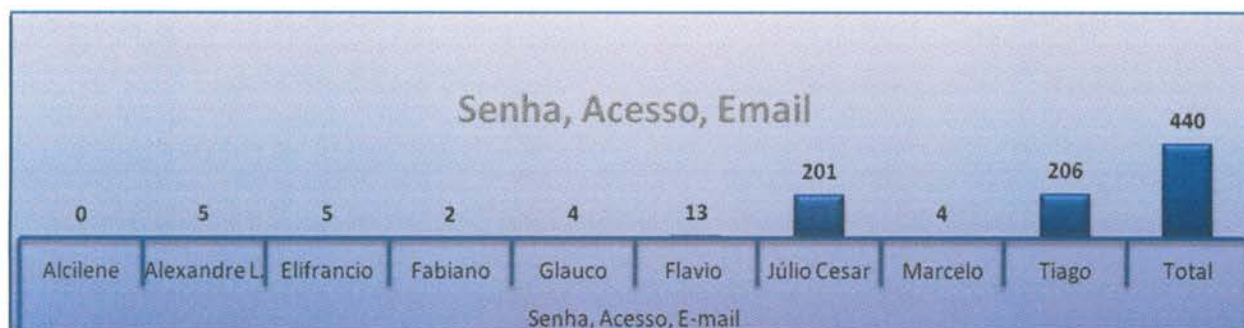 Senha, Acesso, Email
0 5 5 2 4 13 201 4 206 440
Alcilene Alexandre L. Elifrancio Fabiano Glauco Flavio Júlio Cesar Marcelo Tiago Total
Senha, Acesso, E-mail